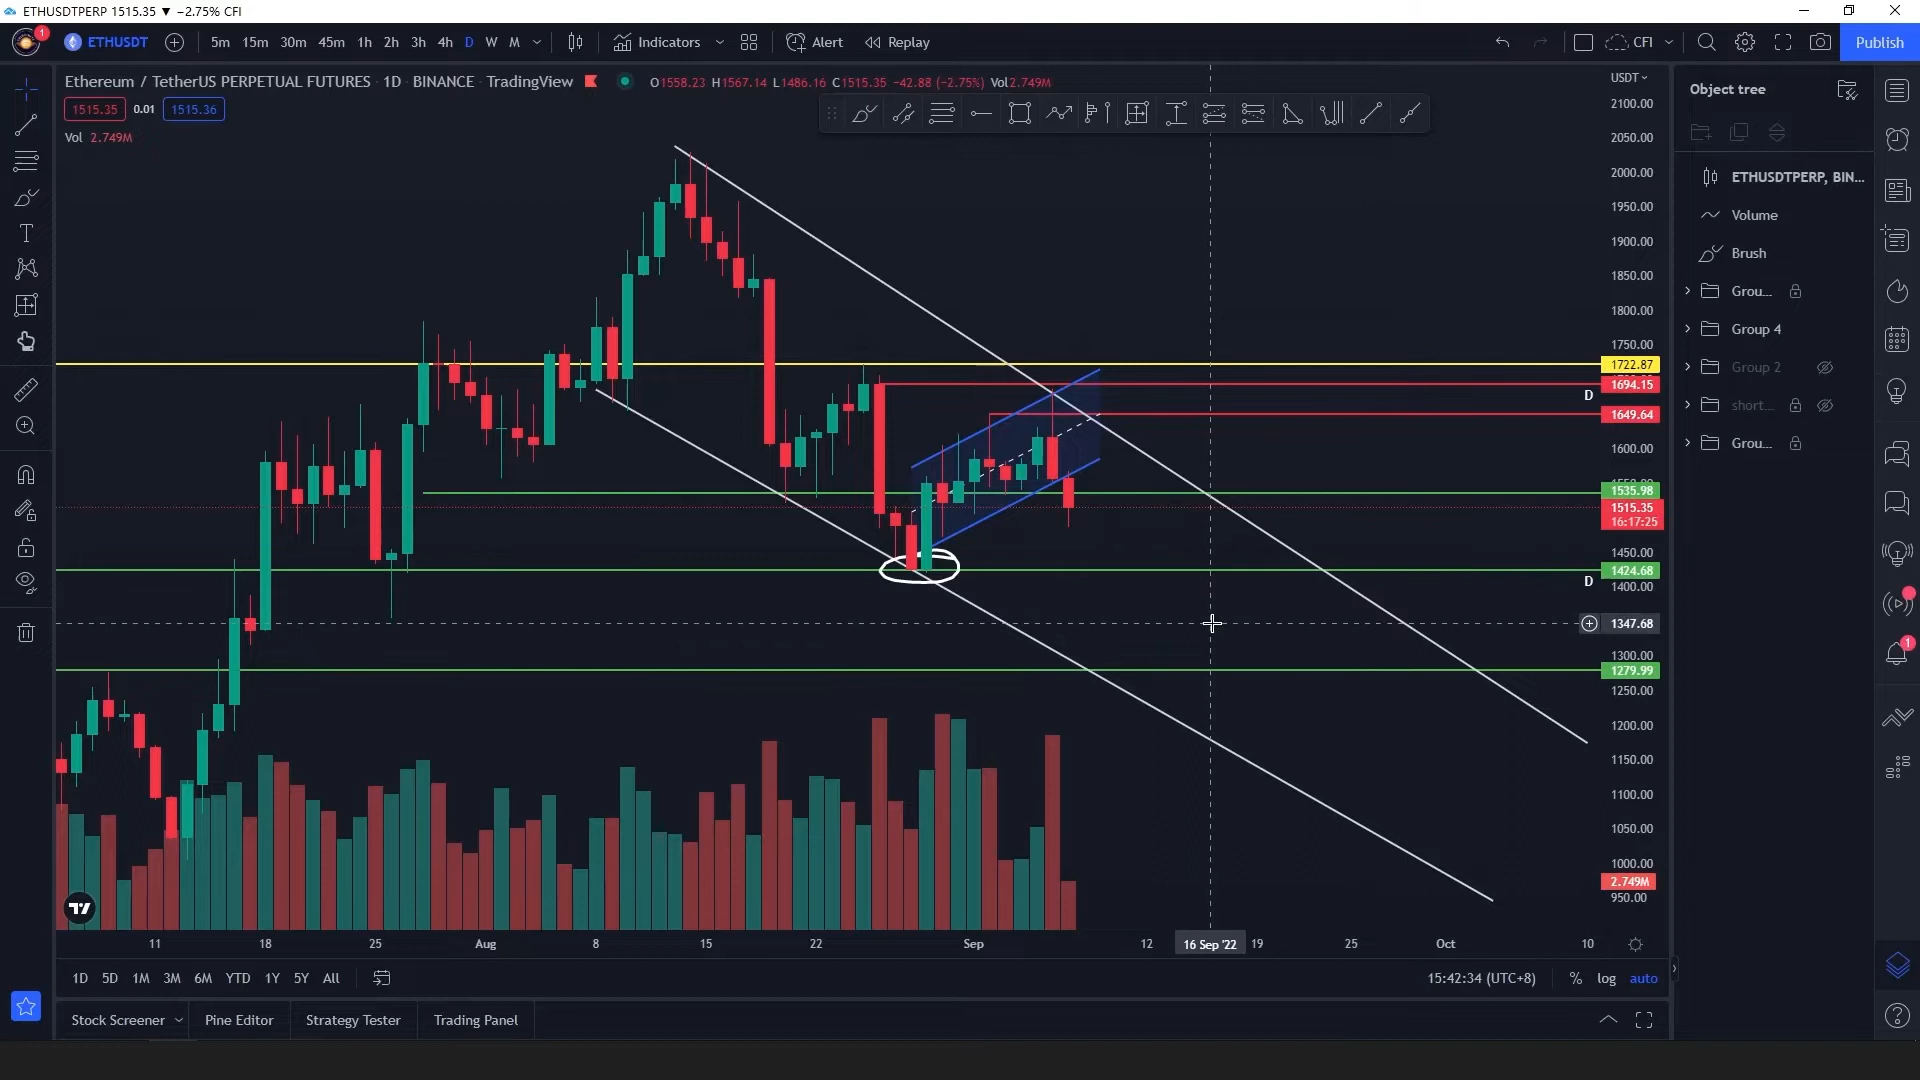 ETHUSDTPERP 1515.35 ▼ −2.75% CFI
1
ETHUSDT
5m 15m 30m 45m 1h 2h 3h 4h D W M
Indicators
Alert
Replay
CFI
Publish
Ethereum / TetherUS PERPETUAL FUTURES · 1D · BINANCE · TradingView
O1558.23 H1567.14 L1486.16 C1515.35 −42.88 (−2.75%) Vol2.749M
USDT
1515.35 0.01 1515.36
Vol 2.749M
T
2100.00
2050.00
2000.00
1950.00
1900.00
1850.00
1800.00
1750.00
1722.87
1694.15
D
1649.64
1600.00
1535.98
1515.35
16:17:25
1450.00
1424.68
D
1400.00
1347.68
1300.00
1279.99
1250.00
1200.00
1150.00
1100.00
1050.00
1000.00
2.749M
950.00
11 18 25 Aug 8 15 22 Sep 12 16 Sep '22 19 25 Oct 10
1D 5D 1M 3M 6M YTD 1Y 5Y All
15:42:34 (UTC+8) % log auto
Stock Screener Pine Editor Strategy Tester Trading Panel
Object tree
ETHUSDTPERP, BIN...
Volume
Brush
Grou...
Group 4
Group 2
short...
Grou...
1